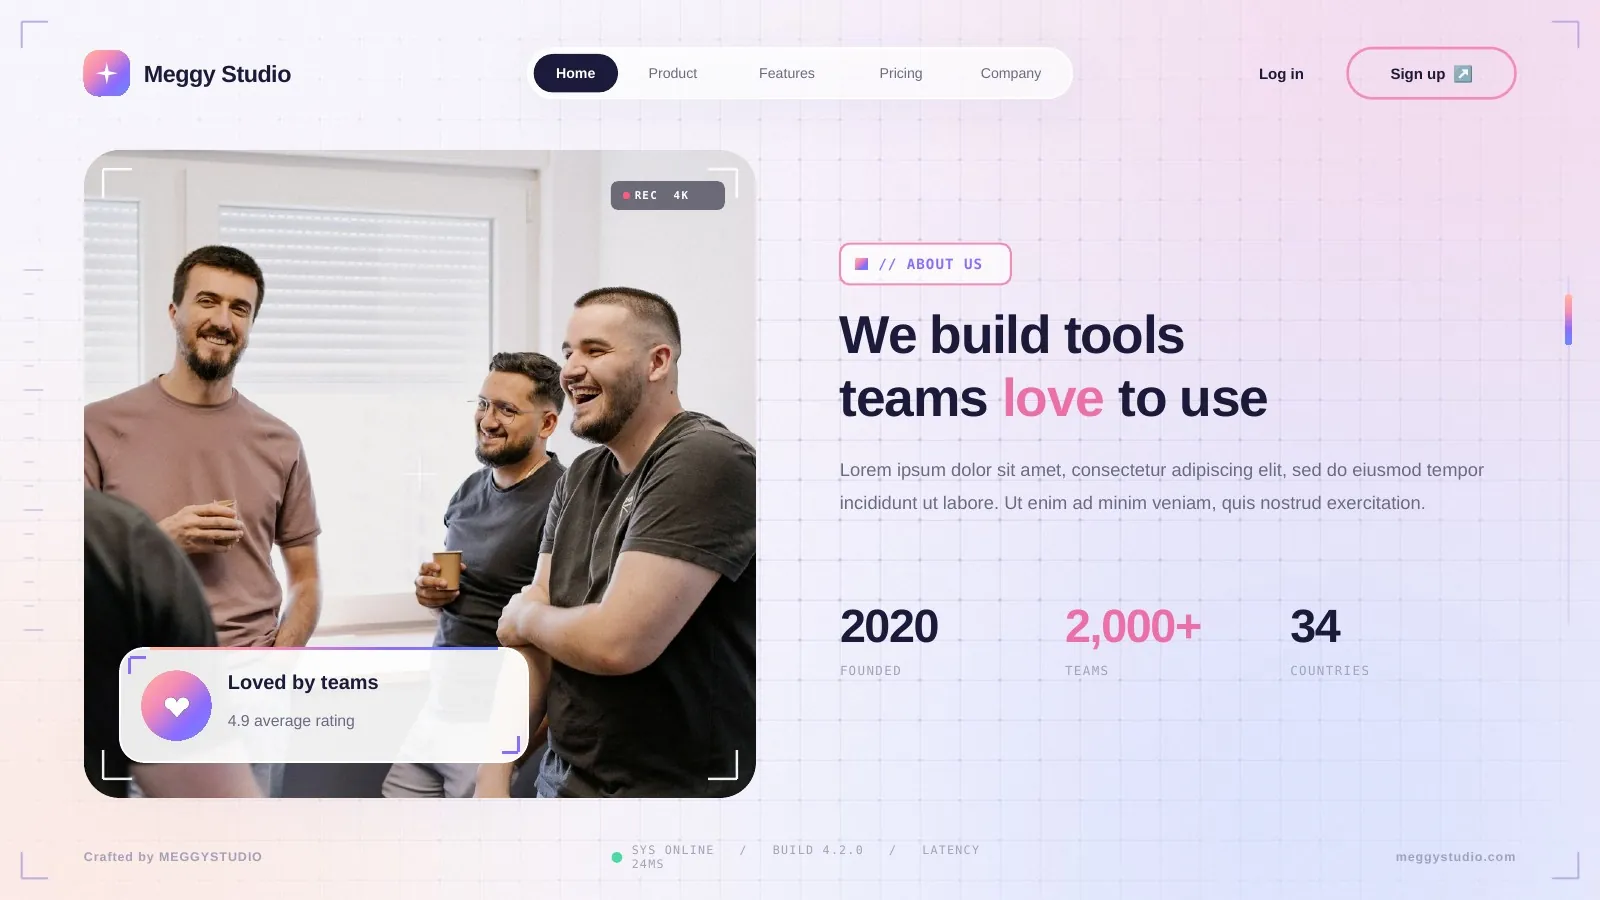 Meggy Studio
Home
Product
Features
Pricing
Company
Log in
Sign up ↗
REC 4K
// ABOUT US
We build tools
teams love to use
Lorem ipsum dolor sit amet, consectetur adipiscing elit, sed do eiusmod tempor
incididunt ut labore. Ut enim ad minim veniam, quis nostrud exercitation.
2020
FOUNDED
2,000+
TEAMS
34
COUNTRIES
Loved by teams
4.9 average rating
Crafted by MEGGYSTUDIO
SYS ONLINE / BUILD 4.2.0 / LATENCY
24MS
meggystudio.com